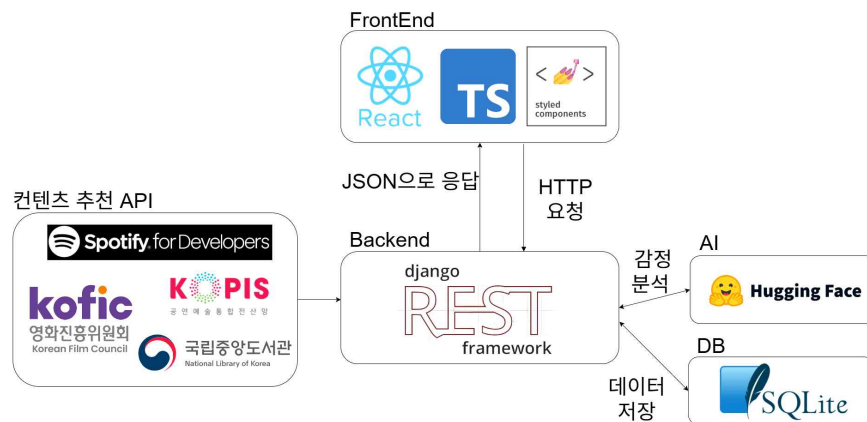 FrontEnd
React
TS
< >
styled
components
JSON으로 응답
HTTP
요청
컨텐츠 추천 API
Spotify for Developers
kofic
영화진흥위원회
Korean Film Council
KOPIS
공연예술통합전산망
국립중앙도서관
National Library of Korea
Backend
django
REST
framework
감정
분석
AI
Hugging Face
데이터
저장
DB
SQLite